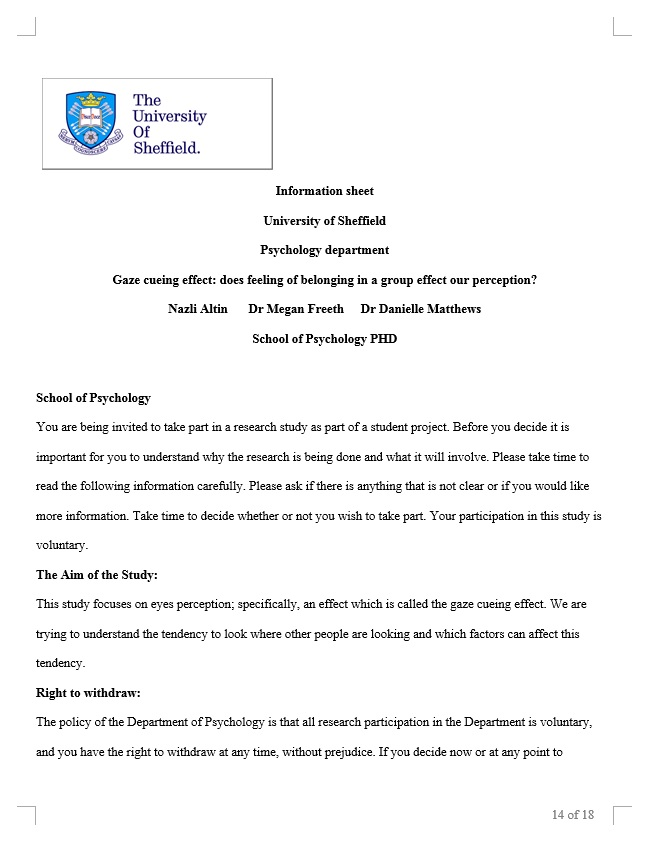 The
University
Of
Sheffield.
Information sheet
University of Sheffield
Psychology department
Gaze cueing effect: does feeling of belonging in a group effect our perception?
Nazli Altin Dr Megan Freeth Dr Danielle Matthews
School of Psychology PHD
School of Psychology
You are being invited to take part in a research study as part of a student project. Before you decide it is
important for you to understand why the research is being done and what it will involve. Please take time to
read the following information carefully. Please ask if there is anything that is not clear or if you would like
more information. Take time to decide whether or not you wish to take part. Your participation in this study is
voluntary.
The Aim of the Study:
This study focuses on eyes perception; specifically, an effect which is called the gaze cueing effect. We are
trying to understand the tendency to look where other people are looking and which factors can affect this
tendency.
Right to withdraw:
The policy of the Department of Psychology is that all research participation in the Department is voluntary,
and you have the right to withdraw at any time, without prejudice. If you decide now or at any point to
14 of 18